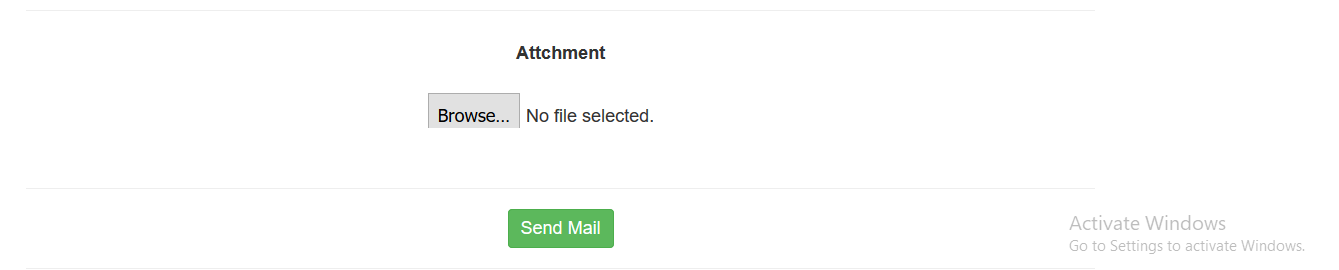 Attchment
Browse... No file selected.
Send Mail
Activate Windows
Go to Settings to activate Windows.